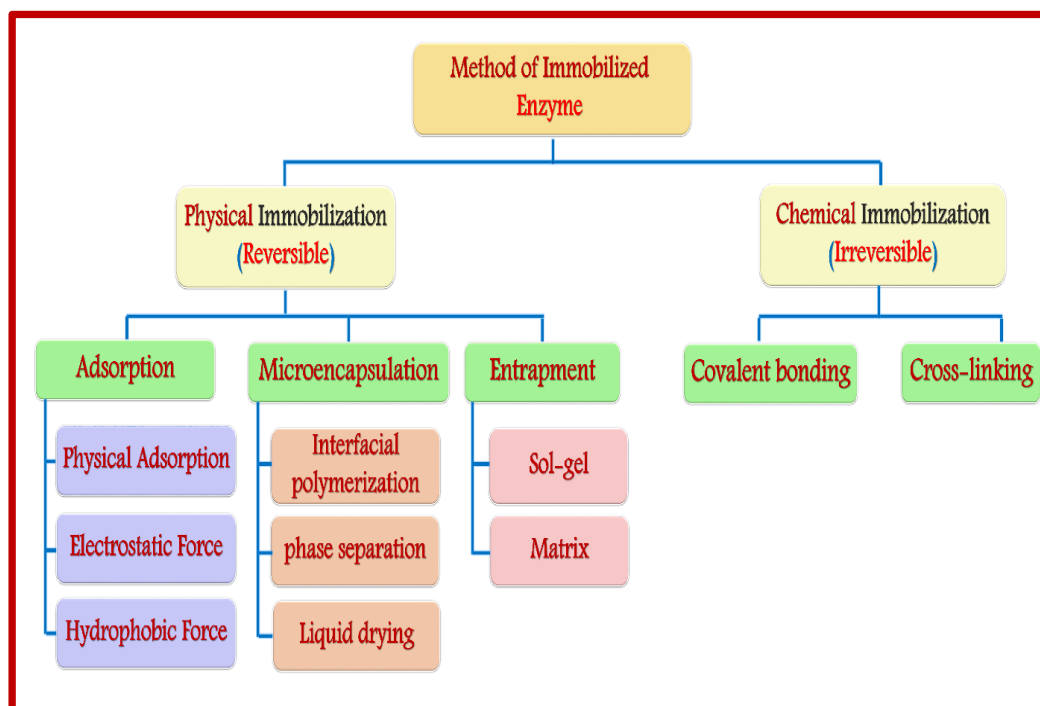 Method of Immobilized
Enzyme
Physical Immobilization
(Reversible)
Chemical Immobilization
(Irreversible)
Adsorption
Microencapsulation
Entrapment
Covalent bonding
Cross-linking
Physical Adsorption
Electrostatic Force
Hydrophobic Force
Interfacial
polymerization
phase separation
Liquid drying
Sol-gel
Matrix